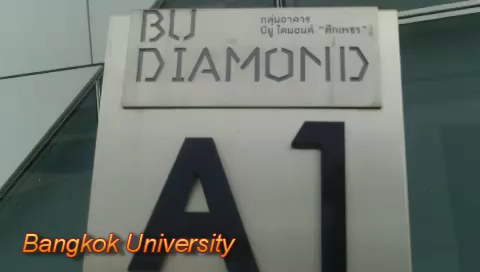 BU
กลุ่มอาคาร
บียู ไดมอนด์ "ตึกเพชร"
DIAMOND
A1
Bangkok University